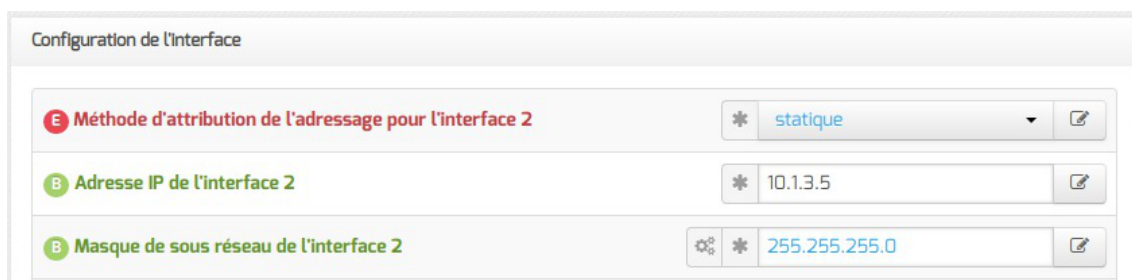 Configuration de l'interface
E Méthode d'attribution de l'adressage pour l'interface 2 * statique
B Adresse IP de l'interface 2 * 10.1.3.5
B Masque de sous réseau de l'interface 2 * 255.255.255.0